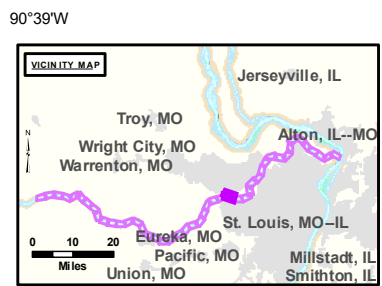 90°39'W
VICINITY MAP
Jerseyville, IL
Troy, MO
Alton, IL--MO
N
Wright City, MO
Warrenton, MO
St. Louis, MO--IL
Eureka, MO
0 10 20
Pacific, MO
Millstadt, IL
Miles
Union, MO
Smithton, IL